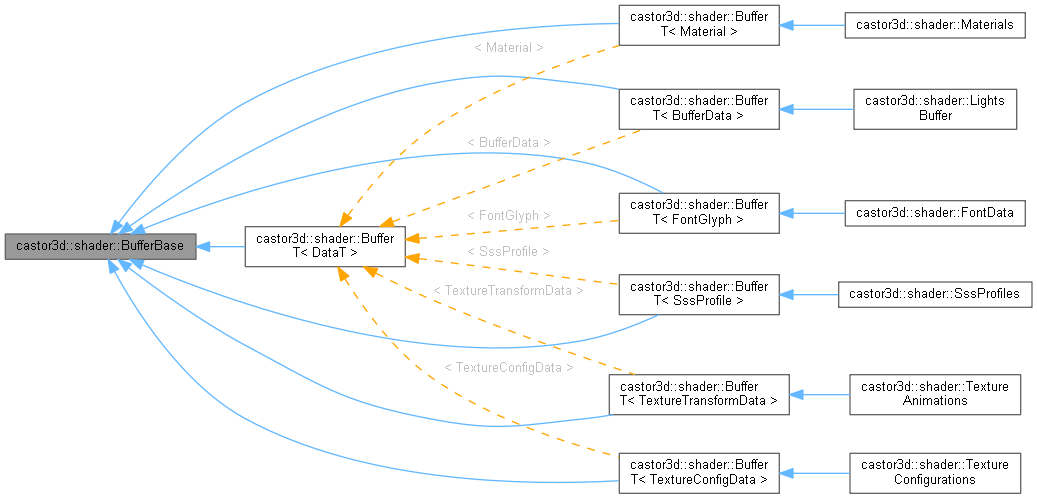 castor3d::shader::Buffer
T< Material >
castor3d::shader::Materials
< Material >
castor3d::shader::Buffer
T< BufferData >
castor3d::shader::Lights
Buffer
< BufferData >
castor3d::shader::Buffer
T< FontGlyph >
castor3d::shader::FontData
< FontGlyph >
castor3d::shader::BufferBase
castor3d::shader::Buffer
T< DataT >
< SssProfile >
castor3d::shader::Buffer
T< SssProfile >
castor3d::shader::SssProfiles
< TextureTransformData >
< TextureConfigData >
castor3d::shader::Buffer
T< TextureTransformData >
castor3d::shader::Texture
Animations
castor3d::shader::Buffer
T< TextureConfigData >
castor3d::shader::Texture
Configurations